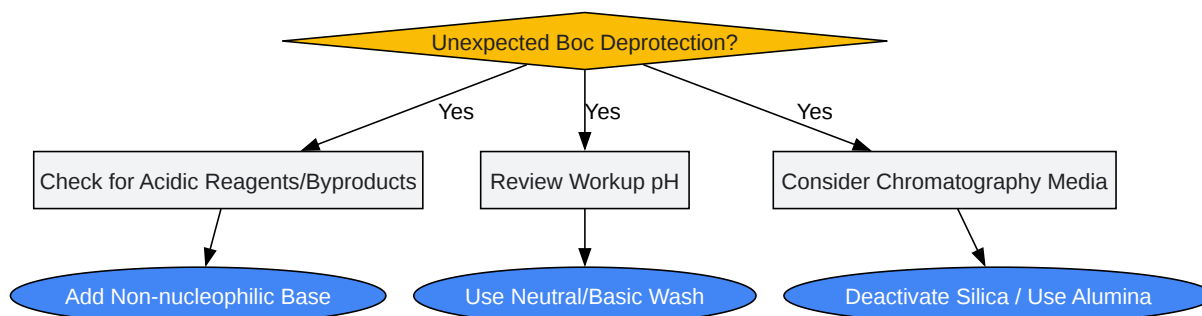 Unexpected Boc Deprotection?
Yes
Yes
Yes
Check for Acidic Reagents/Byproducts
Review Workup pH
Consider Chromatography Media
Add Non-nucleophilic Base
Use Neutral/Basic Wash
Deactivate Silica / Use Alumina